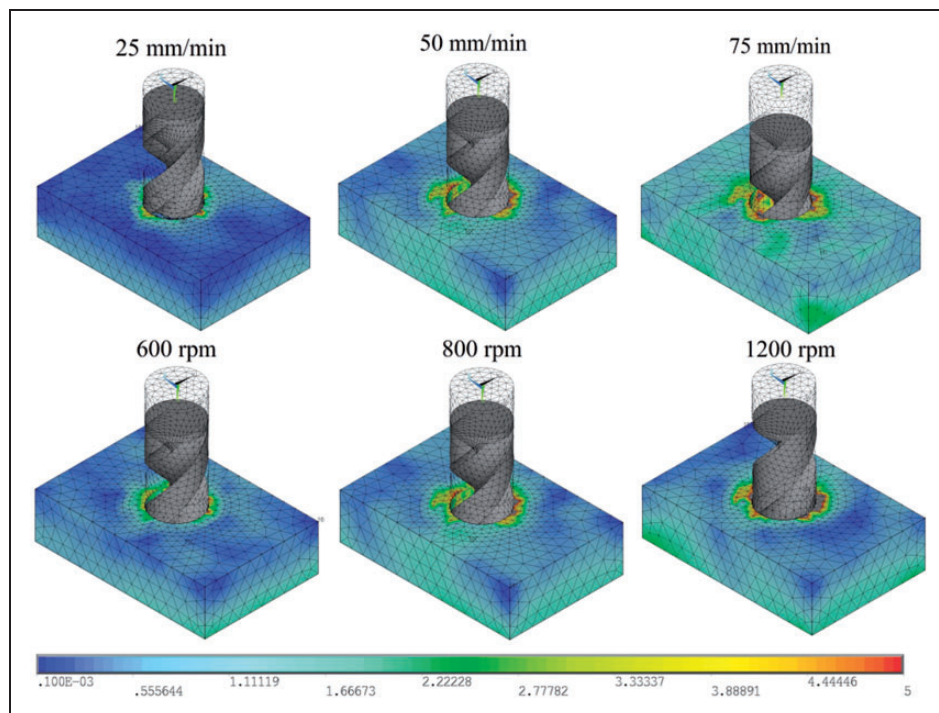 25 mm/min 50 mm/min 75 mm/min
600 rpm 800 rpm 1200 rpm
.100E-03 .555644 1.11119 1.66673 2.22228 2.77782 3.33337 3.88891 4.44446 5